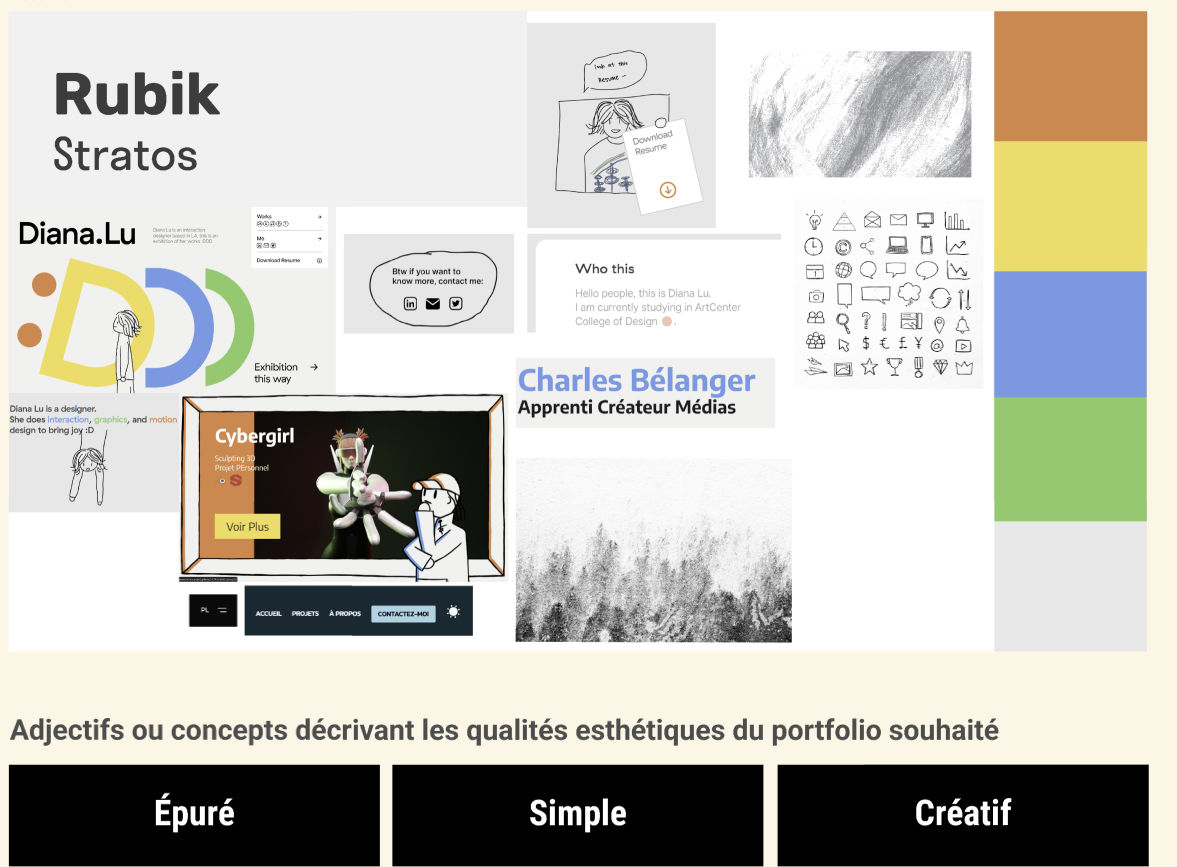 Rubik
Stratos
look at this
Resume –
Download
Resume
Diana.Lu
Diana Lu is an interaction
designer based in LA, this is an
exhibition of her works :DDD
Works
Me
Download Resume
Exhibition
this way
Btw if you want to
know more, contact me:
in
Who this
Hello people, this is Diana Lu.
I am currently studying in ArtCenter
College of Design .
Charles Bélanger
Apprenti Créateur Médias
Diana Lu is a designer.
She does interaction, graphics, and motion
design to bring joy :D
Cybergirl
Sculpting 3D
Projet PErsonnel
Voir Plus
PL
ACCUEIL PROJETS À PROPOS CONTACTEZ-MOI
Adjectifs ou concepts décrivant les qualités esthétiques du portfolio souhaité
Épuré
Simple
Créatif